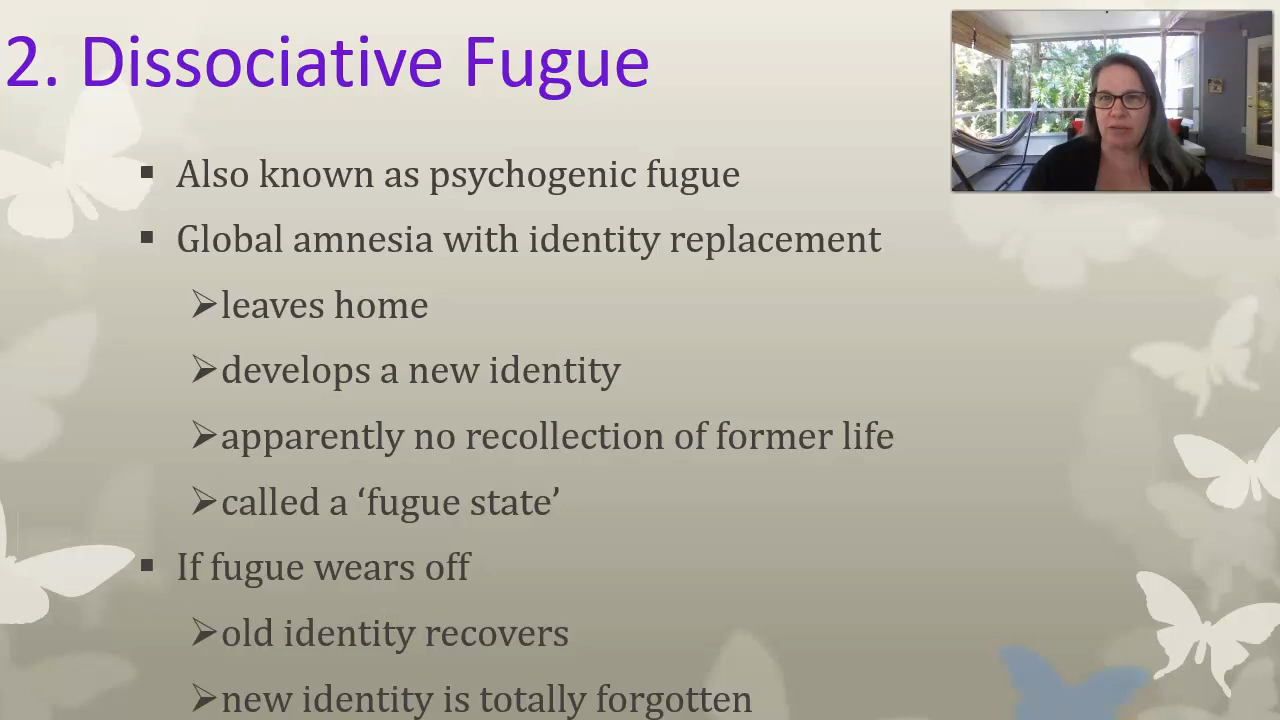 2. Dissociative Fugue
▪ Also known as psychogenic fugue
▪ Global amnesia with identity replacement
➢leaves home
➢develops a new identity
➢apparently no recollection of former life
➢called a ‘fugue state’
▪ If fugue wears off
➢old identity recovers
➢new identity is totally forgotten